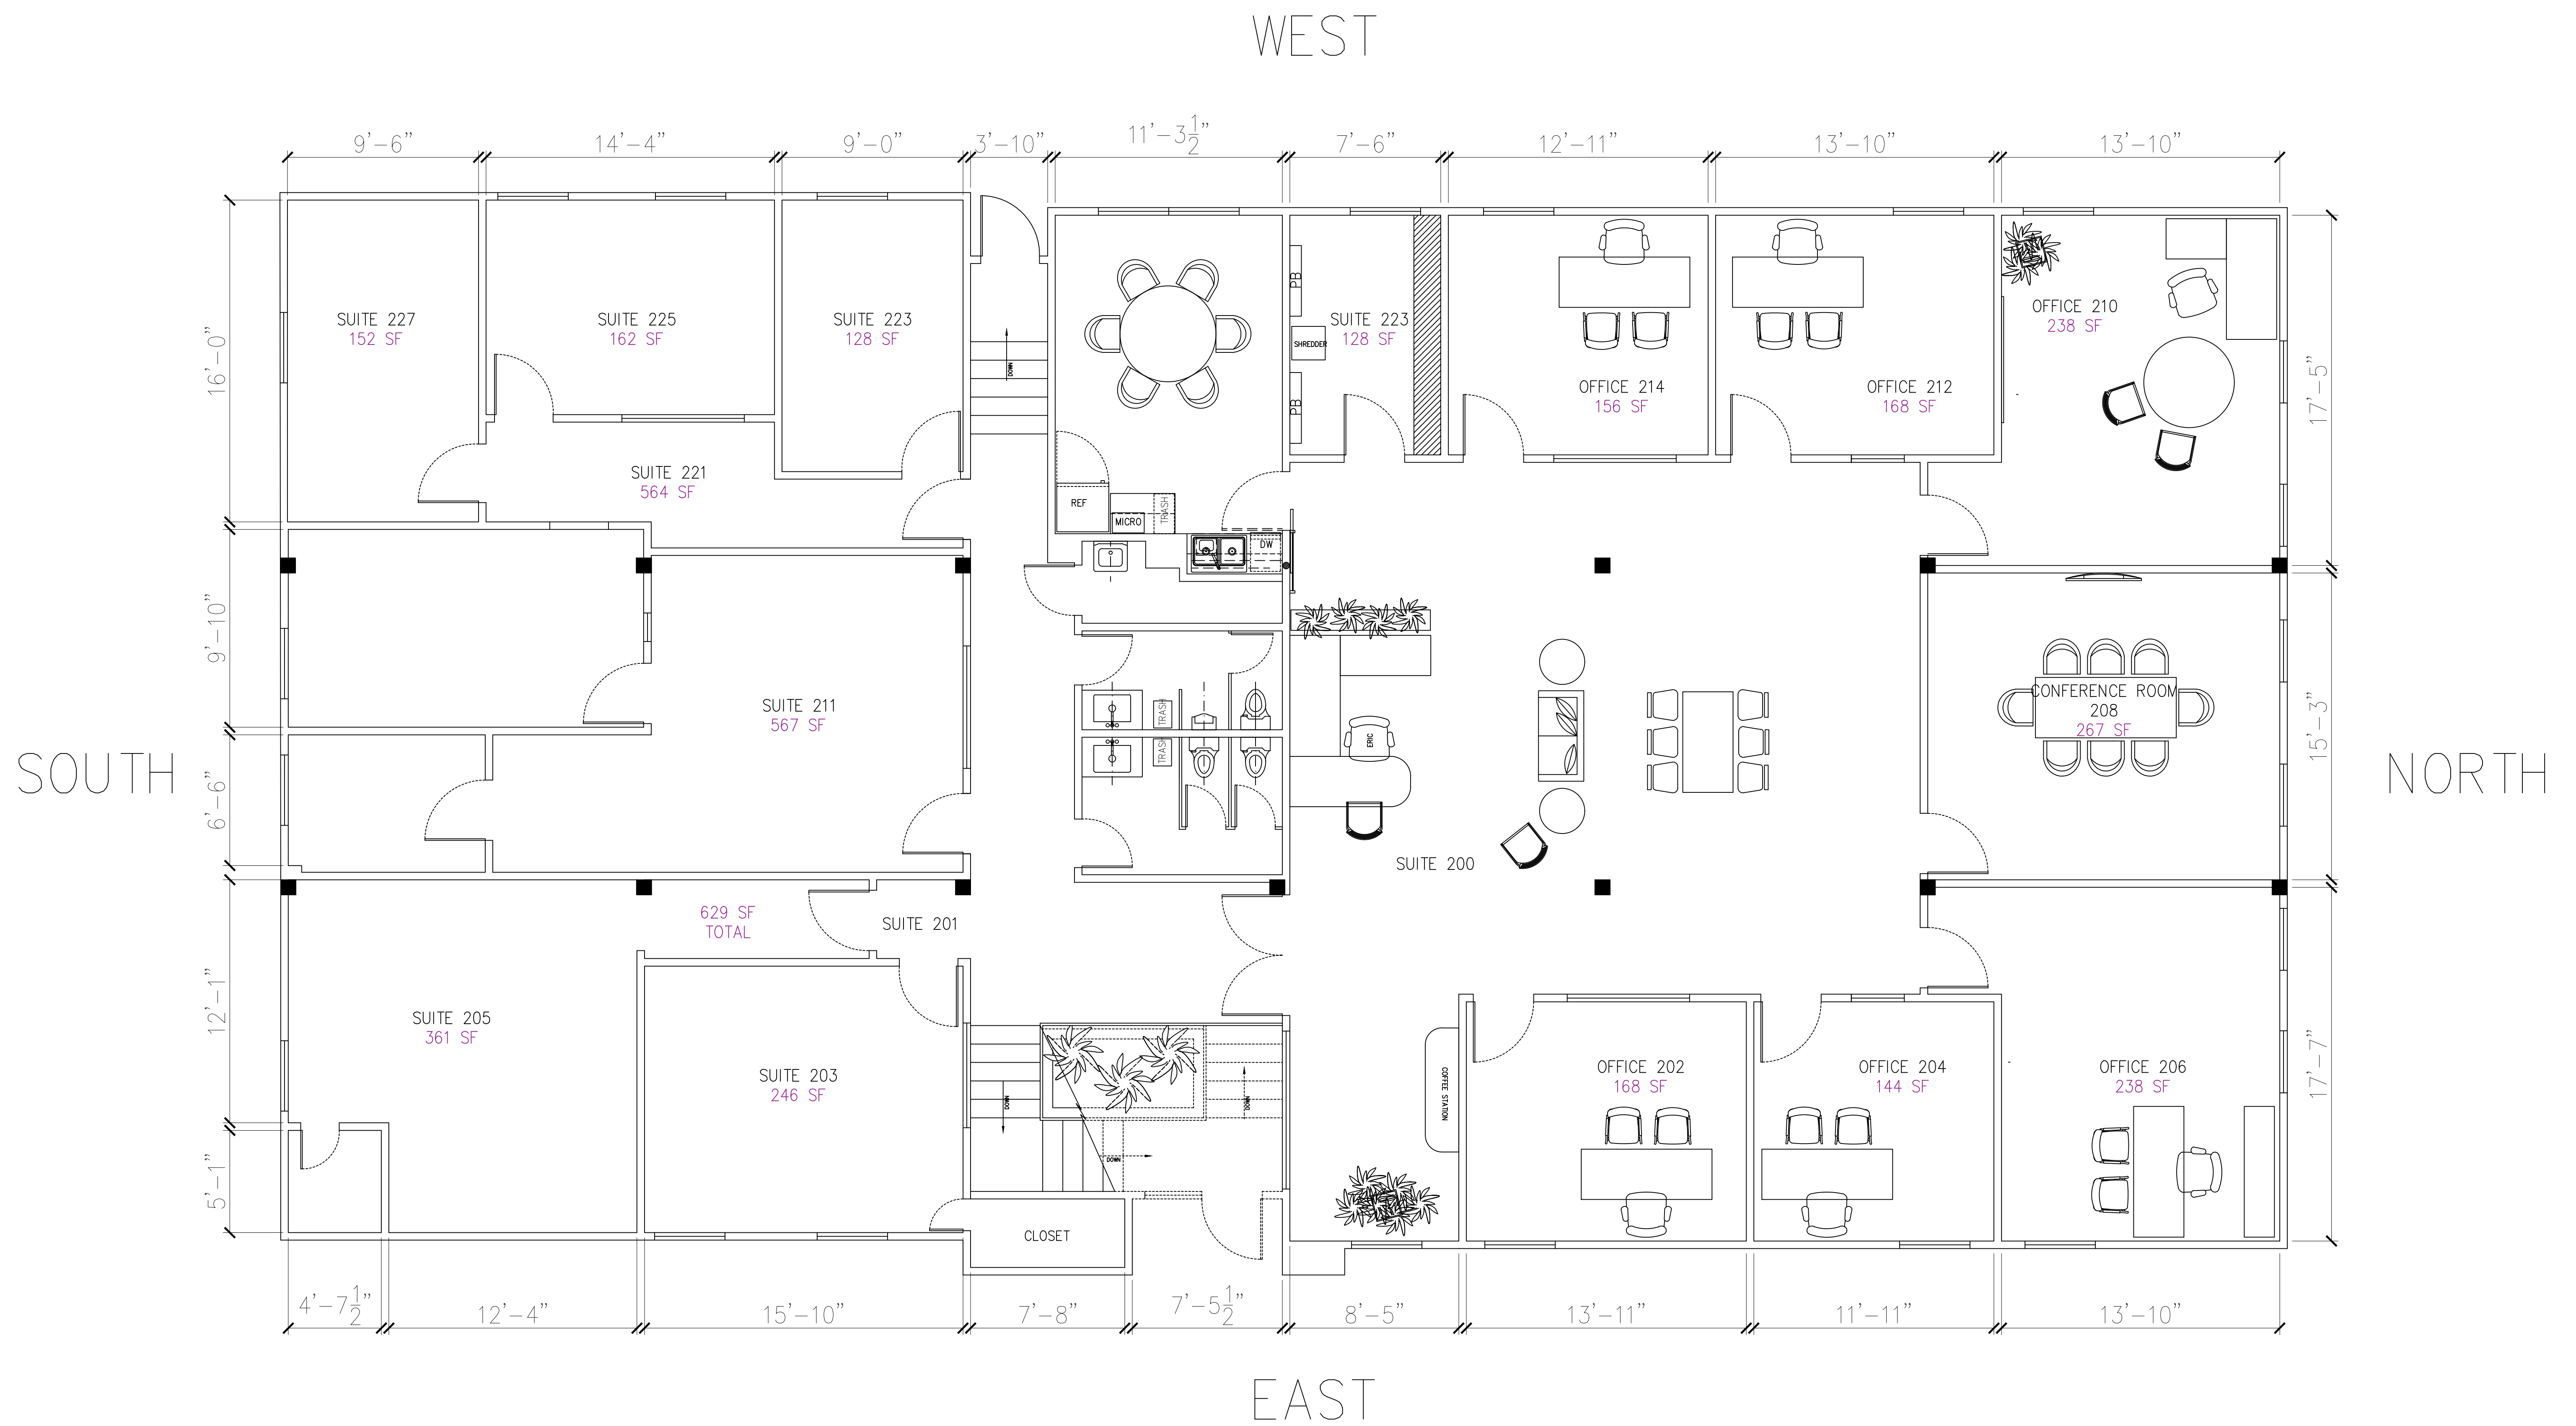 WEST
9'-6" 14'-4" 9'-0" 3'-10" 11'-3 1/2" 7'-6" 12'-11" 13'-10" 13'-10"
16'-0"
9'-10"
6'-6"
12'-1"
5'-1"
SOUTH
SUITE 227
152 SF
SUITE 225
162 SF
SUITE 223
128 SF
SUITE 221
564 SF
DOWN
REF
MICRO
TRASH
DW
PB
SHREDDER
PB
SUITE 223
128 SF
OFFICE 214
156 SF
OFFICE 212
168 SF
OFFICE 210
238 SF
SUITE 211
567 SF
TRASH
TRASH
ERIC
CONFERENCE ROOM
208
267 SF
SUITE 200
629 SF
TOTAL
SUITE 201
SUITE 205
361 SF
SUITE 203
246 SF
DOWN
DOWN
DOWN
CLOSET
COFFEE STATION
OFFICE 202
168 SF
OFFICE 204
144 SF
OFFICE 206
238 SF
17'-5"
15'-3"
17'-7"
NORTH
4'-7 1/2" 12'-4" 15'-10" 7'-8" 7'-5 1/2" 8'-5" 13'-11" 11'-11" 13'-10"
EAST